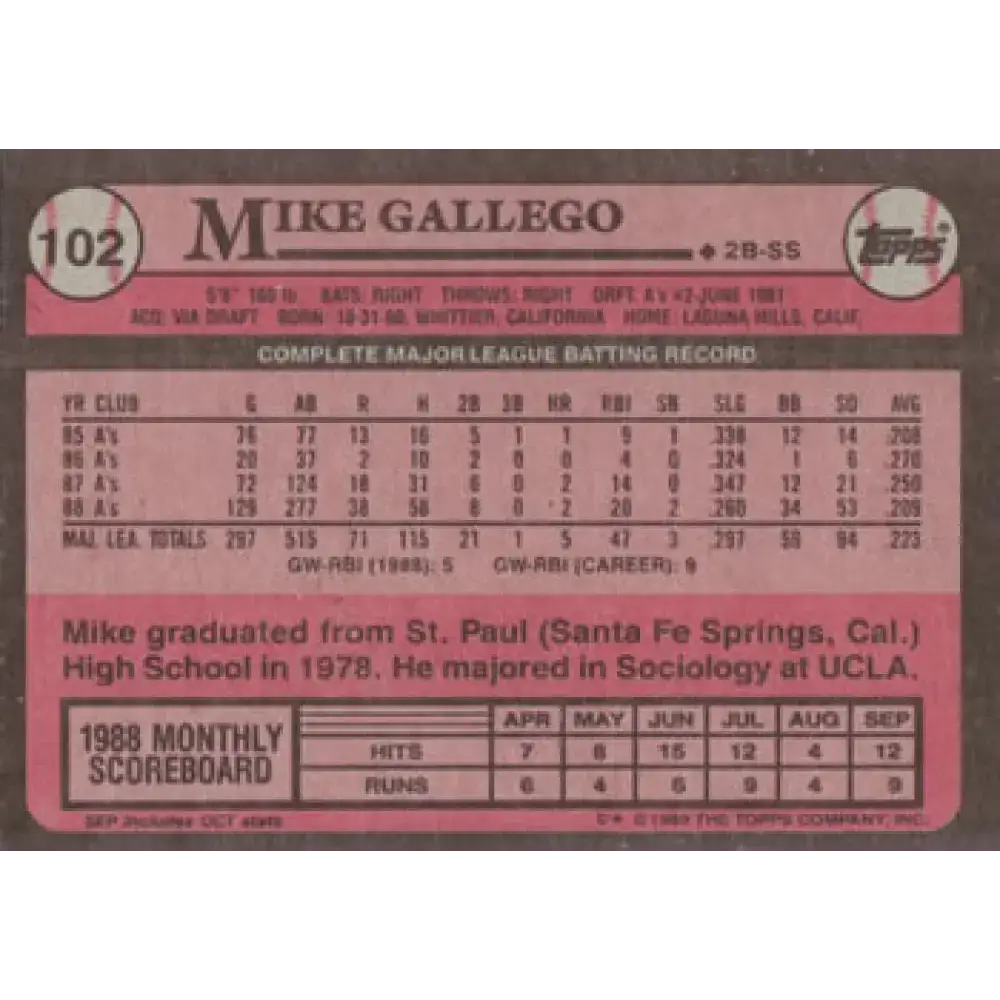 102
MIKE GALLEGO
2B-SS
TOPPS®
5'8" 160 lb BATS: RIGHT THROWS: RIGHT DRFT: A's #2-JUNE 1981
ACQ: VIA DRAFT BORN: 10-31-60, WHITTIER, CALIFORNIA HOME: LAGUNA HILLS, CALIF.
COMPLETE MAJOR LEAGUE BATTING RECORD
YR CLUB G AB R H 2B 3B HR RBI SB SLG BB SO AVG
85 A's 76 77 13 16 5 1 1 9 1 .338 12 14 .208
86 A's 20 37 2 10 2 0 0 4 0 .324 1 6 .270
87 A's 72 124 18 31 6 0 2 14 0 .347 12 21 .250
88 A's 129 277 38 58 8 0 2 20 2 .260 34 53 .209
MAJ. LEA. TOTALS 297 515 71 115 21 1 5 47 3 .297 59 94 .223
GW-RBI (1988): 5 GW-RBI (CAREER): 9
Mike graduated from St. Paul (Santa Fe Springs, Cal.)
High School in 1978. He majored in Sociology at UCLA.
1988 MONTHLY
SCOREBOARD
APR MAY JUN JUL AUG SEP
HITS 7 8 15 12 4 12
RUNS 6 4 6 9 4 9
SEP includes OCT stats
© 1989 THE TOPPS COMPANY, INC.